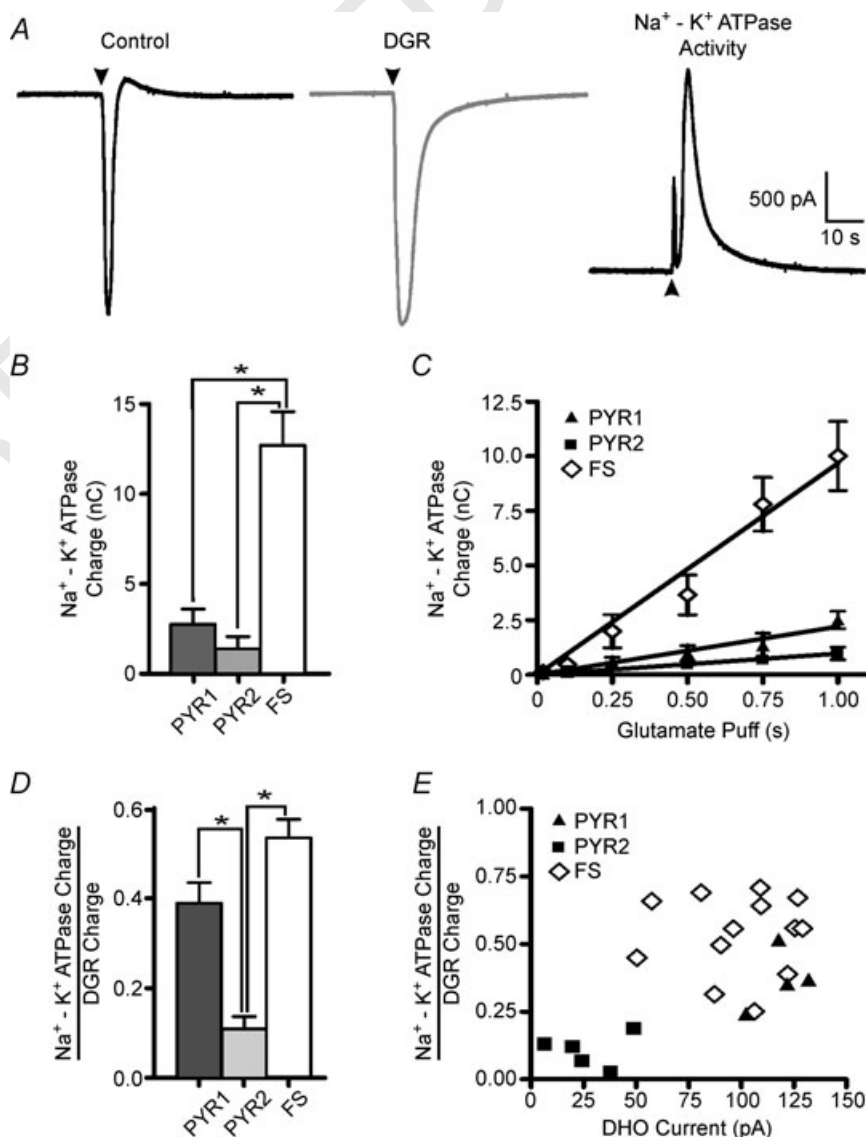 A
Control
DGR
Na⁺ - K⁺ ATPase
Activity
500 pA
10 s
B
*
*
15
10
5
0
Na⁺ - K⁺ ATPase
Charge (nC)
PYR1
PYR2
FS
C
PYR1
PYR2
FS
12.5
10.0
7.5
2.5
0
Na⁺ - K⁺ ATPase
Charge (nC)
0
0.25
0.50
0.75
1.00
Glutamate Puff (s)
D
*
*
0.6
0.4
0.2
0.0
Na⁺ - K⁺ ATPase Charge
DGR Charge
PYR1
PYR2
FS
E
PYR1
PYR2
FS
1.00
0.75
0.50
0.25
0.00
Na⁺ - K⁺ ATPase Charge
DGR Charge
0
25
50
75
100
125
150
DHO Current (pA)